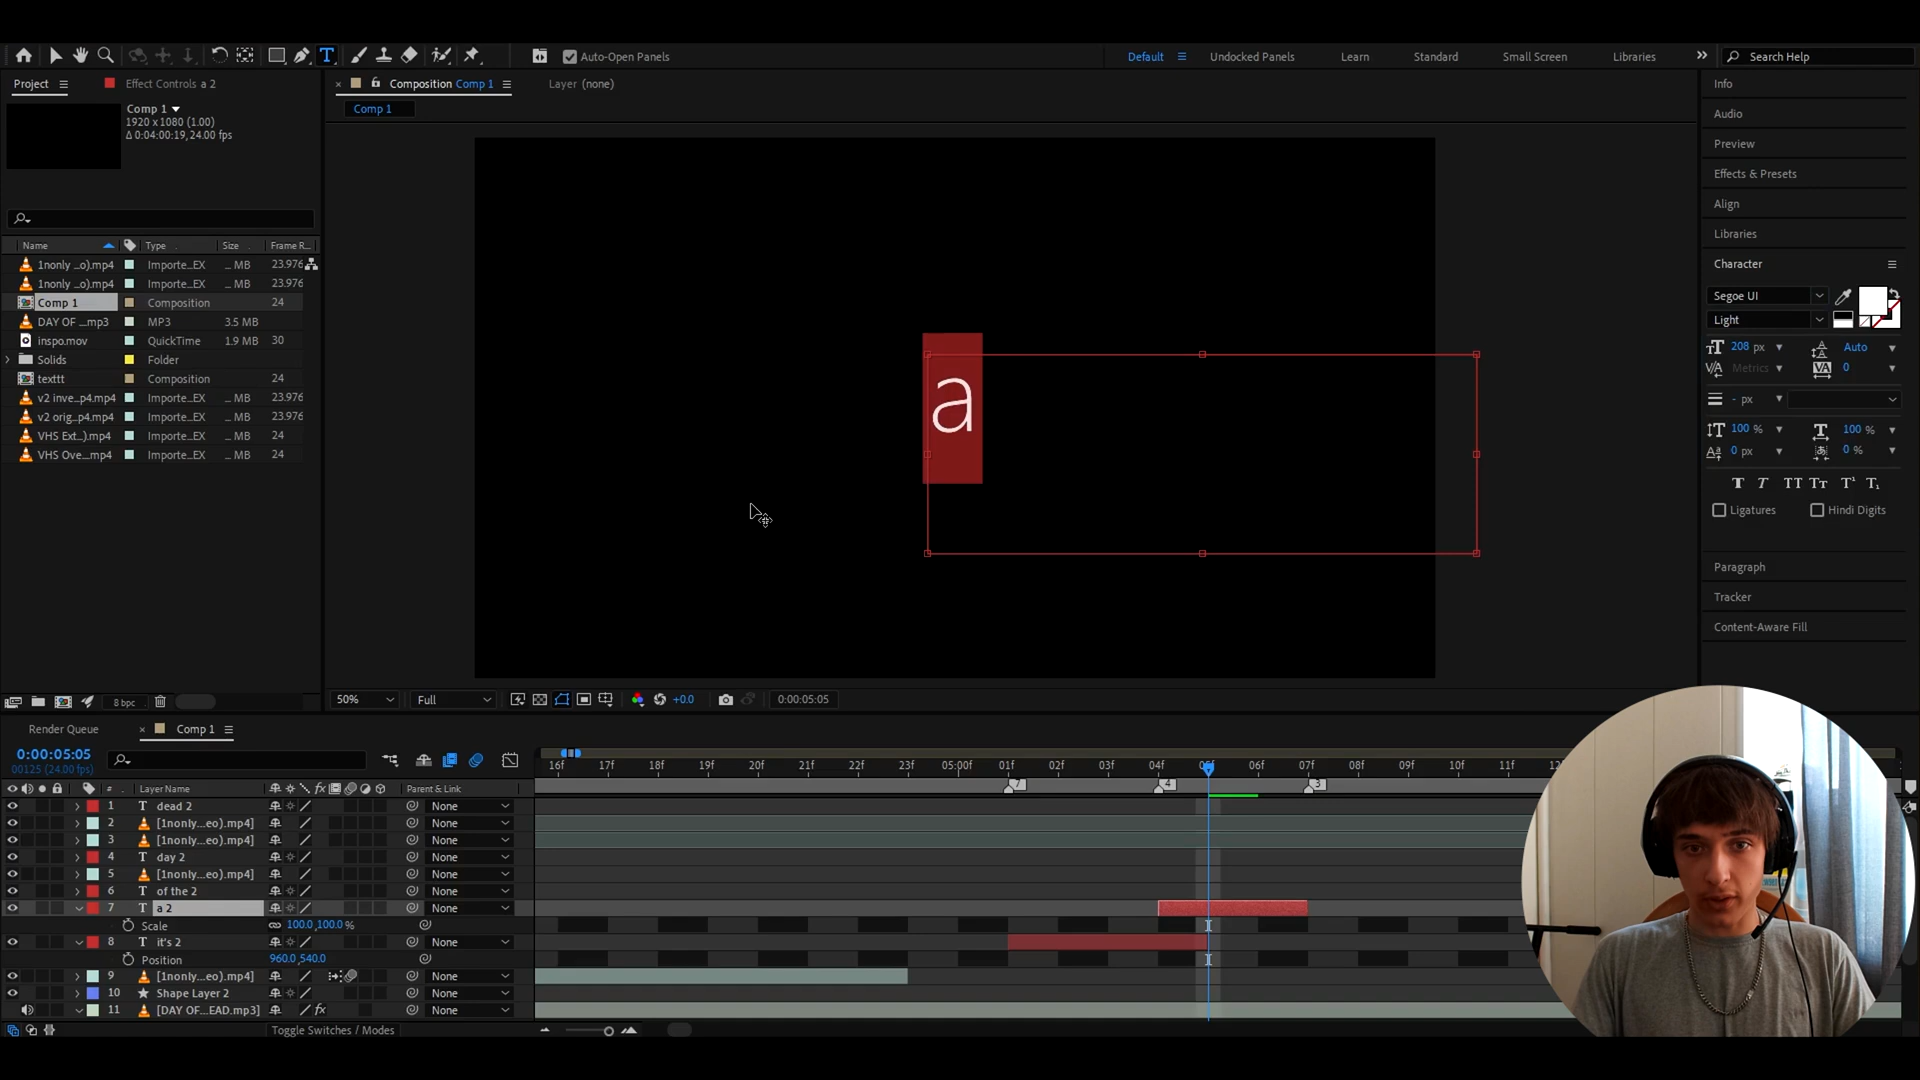 Auto-Open Panels
Default
Undocked Panels
Learn
Standard
Small Screen
Libraries
Search Help
Project
Effect Controls a 2
Composition Comp 1
Layer (none)
Comp 1
1920 x 1080 (1.00)
Δ 0:04:00:19, 24.00 fps
Comp 1
Name
Type
Size
Frame R...
1nonly ...o).mp4 Importe...EX ... MB 23.976
1nonly ...o).mp4 Importe...EX ... MB 23.976
Comp 1 Composition 24
DAY OF ...mp3 MP3 3.5 MB
inspo.mov QuickTime 1.9 MB 30
Solids Folder
texttt Composition 24
v2 inve...p4.mp4 Importe...EX ... MB 23.976
v2 orig...p4.mp4 Importe...EX ... MB 23.976
VHS Ext...).mp4 Importe...EX ... MB 24
VHS Ove...mp4 Importe...EX ... MB 24
8 bpc
a
50%
Full
+0.0
0:00:05:05
Info
Audio
Preview
Effects & Presets
Align
Libraries
Character
Segoe UI
Light
208 px
Auto
Metrics
0
- px
100 %
100 %
0 px
0 %
Ligatures
Hindi Digits
Paragraph
Tracker
Content-Aware Fill
Render Queue
Comp 1
0:00:05:05
00125 (24.00 fps)
16f 17f 18f 19f 20f 21f 22f 23f 05:00f 01f 02f 03f 04f 05f 06f 07f 08f 09f 10f 11f
7 4 3
# Layer Name Parent & Link
1 dead 2 None
2 [1nonly...eo).mp4] None
3 [1nonly...eo).mp4] None
4 day 2 None
5 [1nonly...eo).mp4] None
6 of the 2 None
7 a 2 None
Scale 100.0,100.0 %
8 it's 2 None
Position 960.0,540.0
9 [1nonly...eo).mp4] None
10 Shape Layer 2 None
11 [DAY OF...EAD.mp3] None
Toggle Switches / Modes